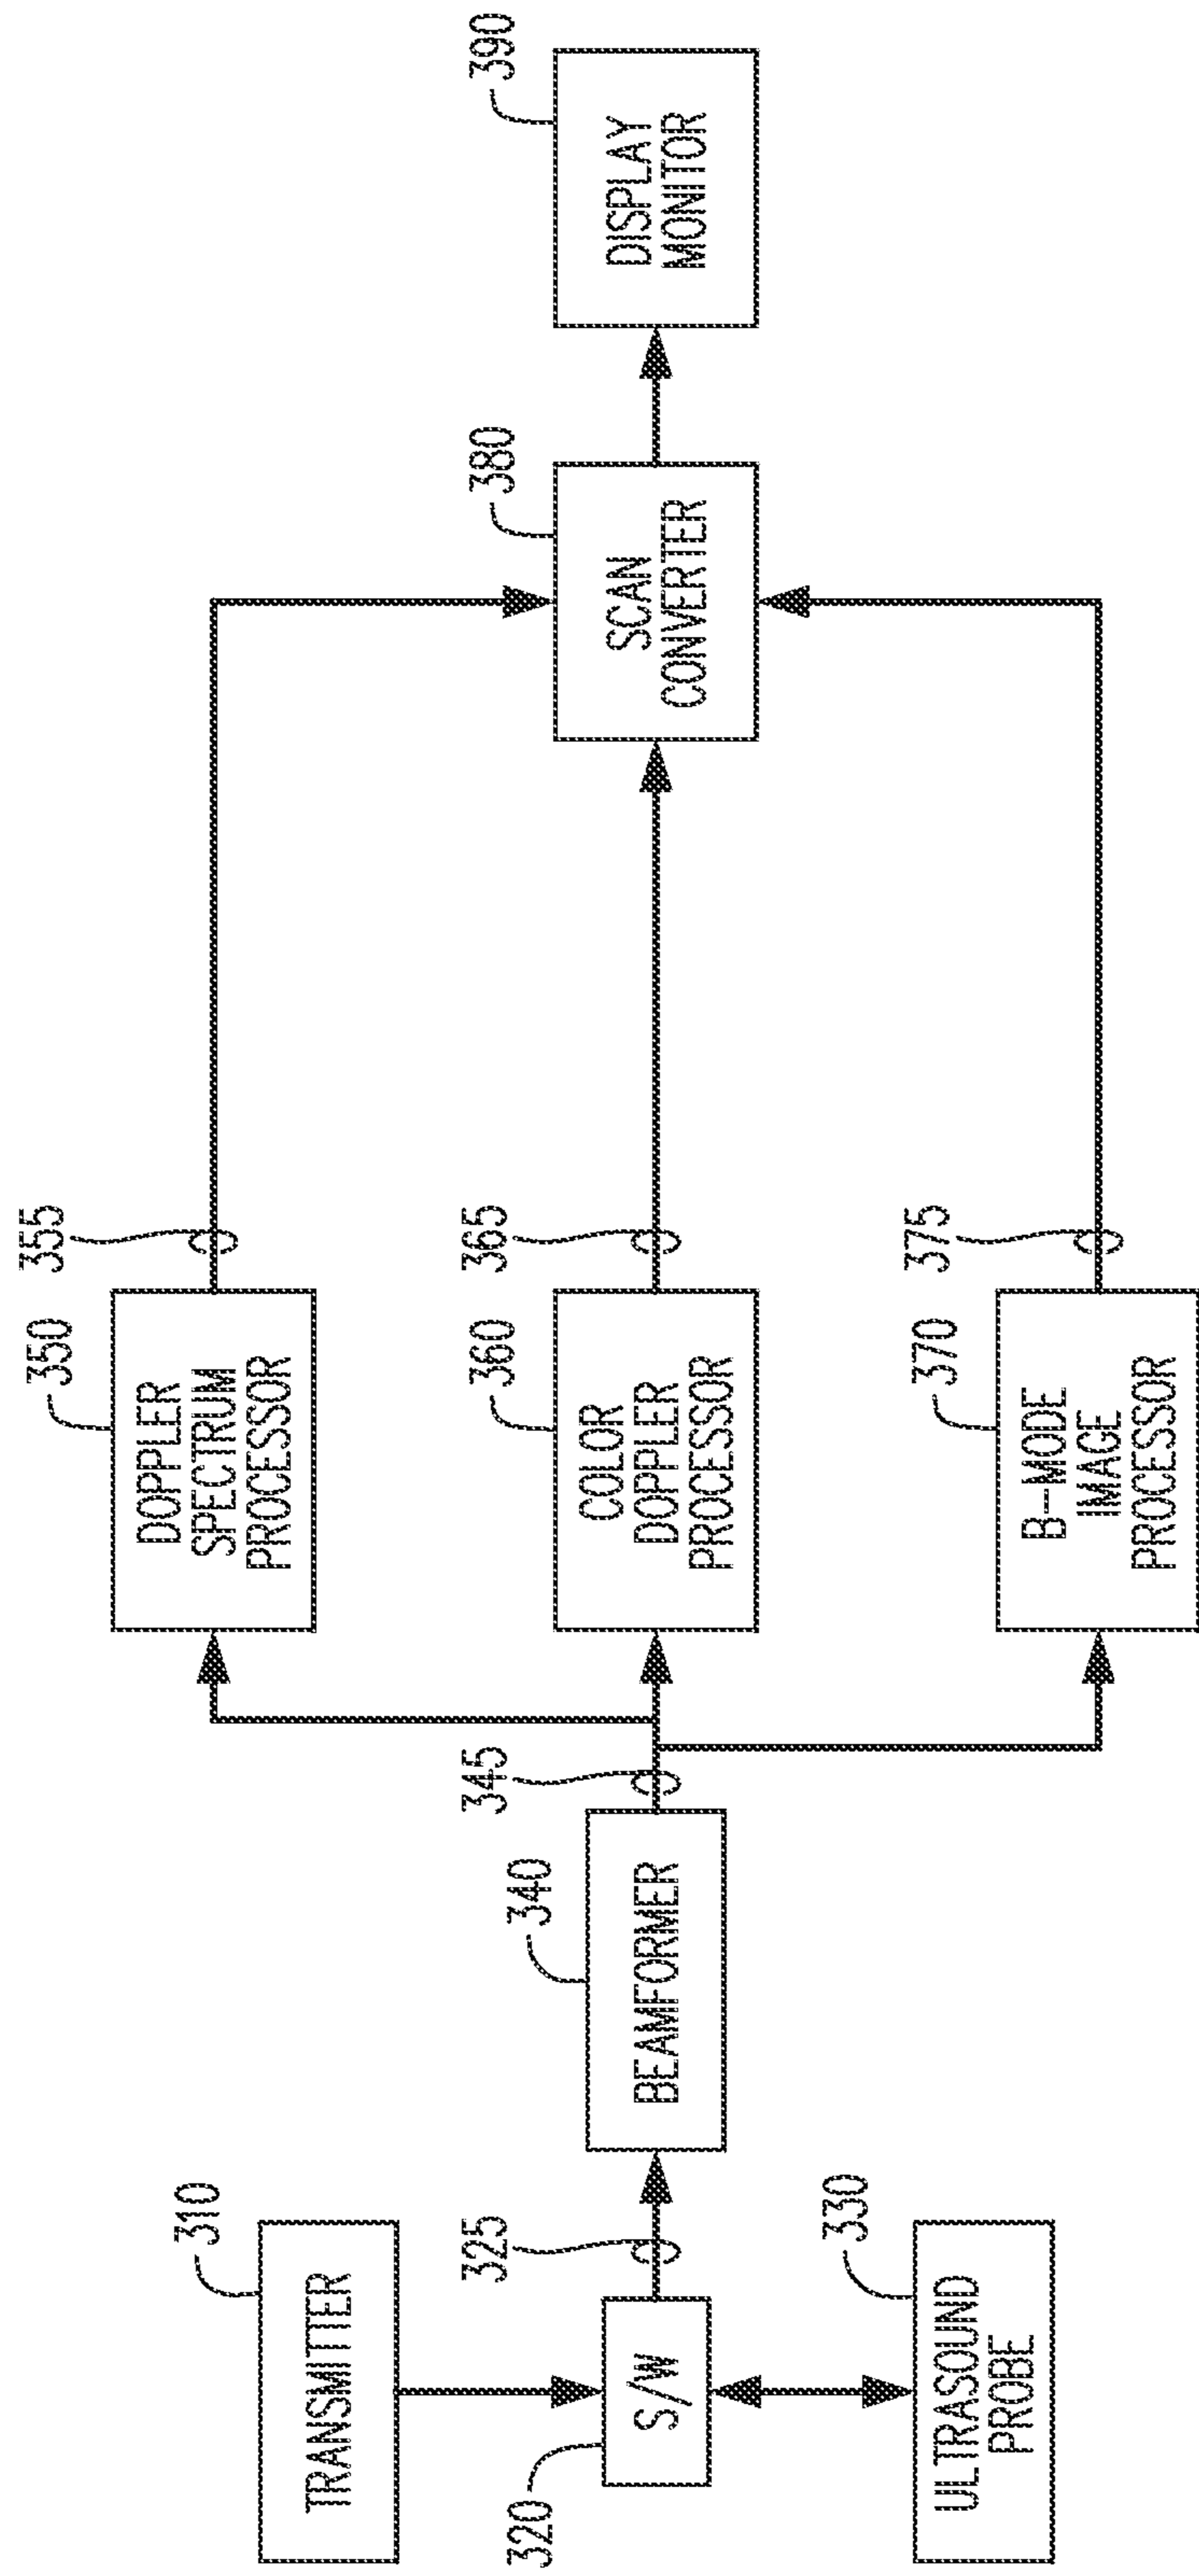 310
TRANSMITTER
320
S/W
325
330
ULTRASOUND
PROBE
340
BEAMFORMER
345
350
DOPPLER
SPECTRUM
PROCESSOR
355
360
COLOR
DOPPLER
PROCESSOR
365
370
B-MODE
IMAGE
PROCESSOR
375
380
SCAN
CONVERTER
390
DISPLAY
MONITOR